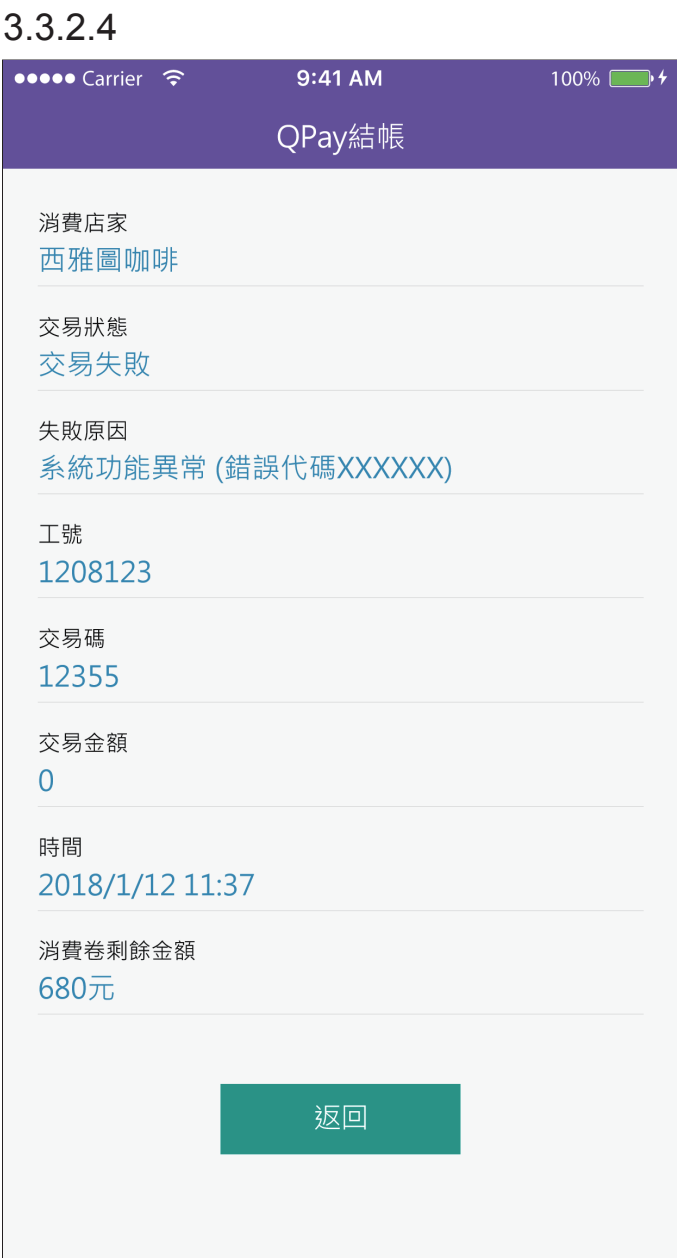 3.3.2.4
●●●●● Carrier 9:41 AM 100%
QPay結帳
消費店家
西雅圖咖啡
交易狀態
交易失敗
失敗原因
系統功能異常 (錯誤代碼XXXXXX)
工號
1208123
交易碼
12355
交易金額
0
時間
2018/1/12 11:37
消費卷剩餘金額
680元
返回